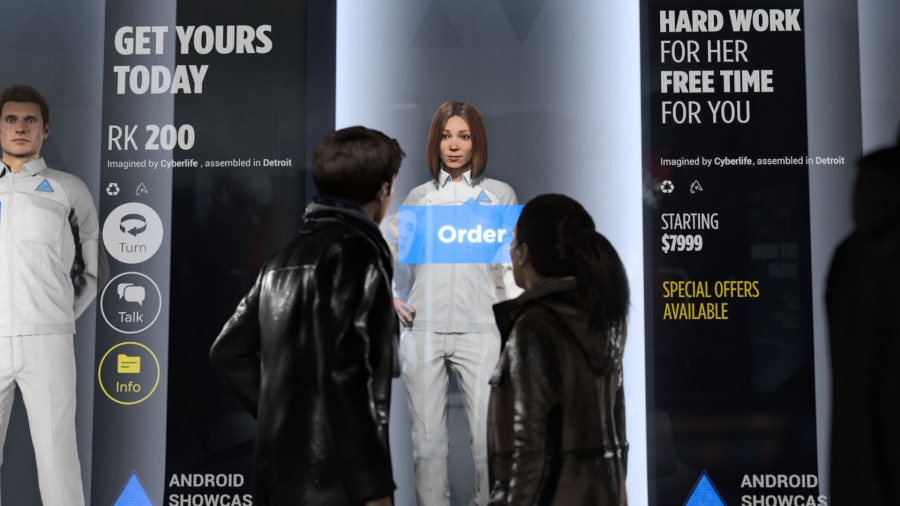 GET YOURS
TODAY
RK 200
Imagined by Cyberlife , assembled in Detroit
Turn
Talk
Info
ANDROID
SHOWCAS
Order
HARD WORK
FOR HER
FREE TIME
FOR YOU
Imagined by Cyberlife, assembled in Detroit
STARTING
$7999
SPECIAL OFFERS
AVAILABLE
ANDROID
SHOWCAS